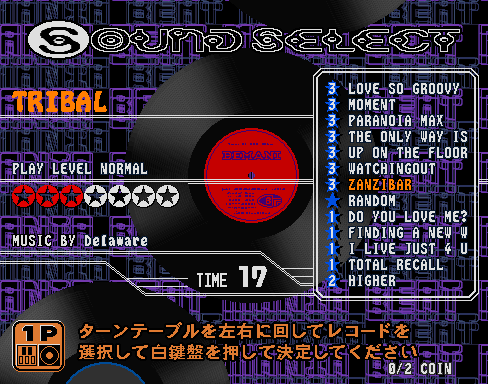 SOUND SELECT
TRIBAL
PLAY LEVEL NORMAL
MUSIC BY Delaware
3 LOVE SO GROOVY
3 MOMENT
3 PARANOIA MAX
3 THE ONLY WAY IS
3 UP ON THE FLOOR
3 WATCHINGOUT
3 ZANZIBAR
★ RANDOM
1 DO YOU LOVE ME?
1 FINDING A NEW W
1 I LIVE JUST 4 U
1 TOTAL RECALL
2 HIGHER
TIME 17
1P
ターンテーブルを左右に回してレコードを
選択して白鍵盤を押して決定してください
0/2 COIN